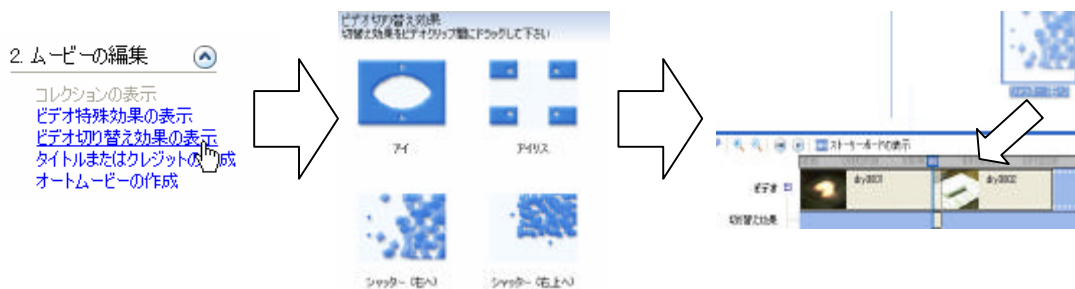 2. ムービーの編集
コレクションの表示
ビデオ特殊効果の表示
ビデオ切り替え効果の表示
タイトルまたはクレジットの 成
オートムービーの作成
ビデオ切り替え効果
切替え効果をビデオクリップ間にドラッグして下さい
アイ
アイリス
シャッター (右へ)
シャッター (右上へ)
ストーリーボードの表示
ビデオ
dry0001
dry0002
切り替え効果